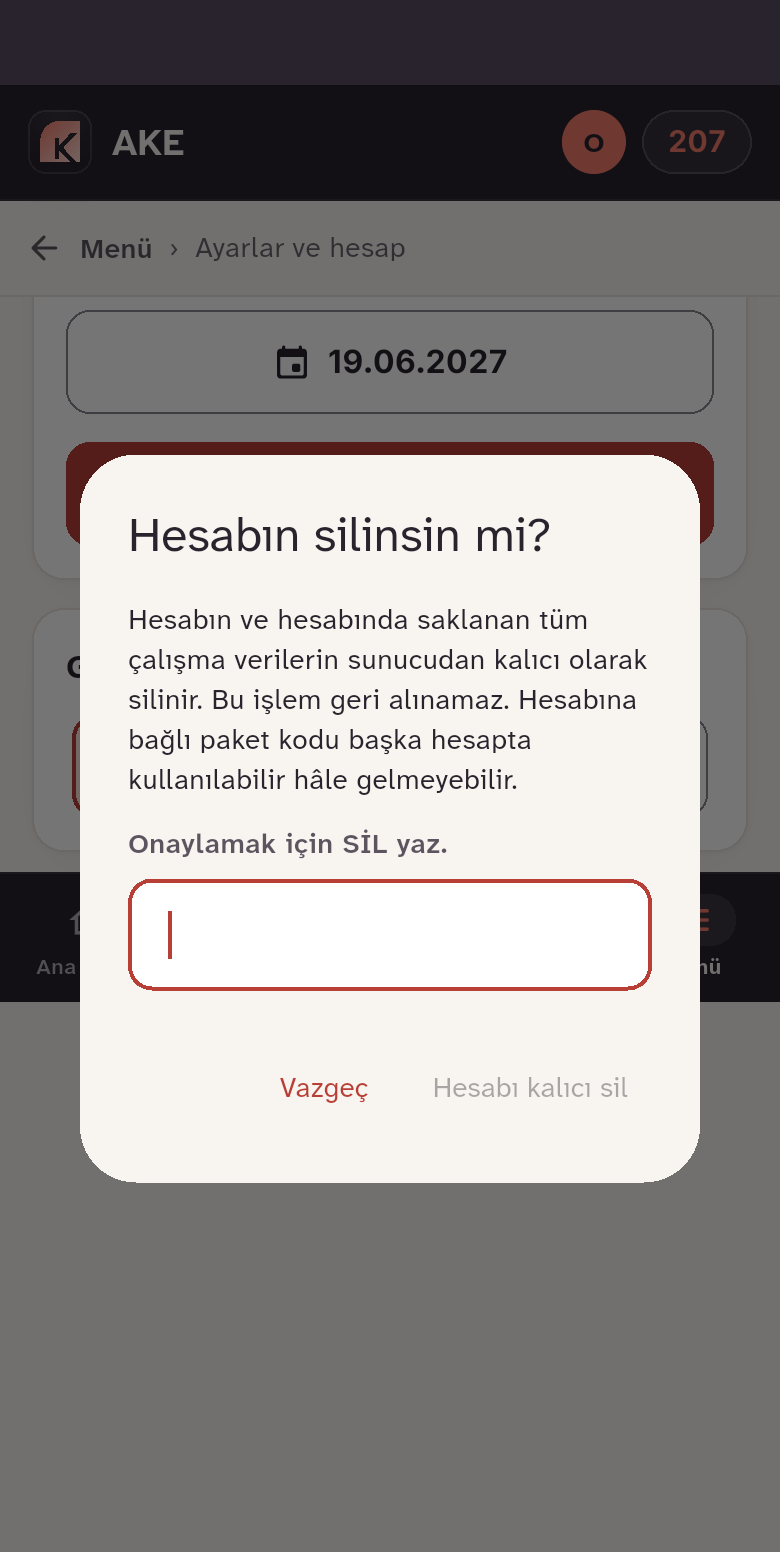 K
AKE
O
207
Menü › Ayarlar ve hesap
19.06.2027
Hesabın silinsin mi?
Hesabın ve hesabında saklanan tüm
çalışma verilerin sunucudan kalıcı olarak
silinir. Bu işlem geri alınamaz. Hesabına
bağlı paket kodu başka hesapta
kullanılabilir hâle gelmeyebilir.
Onaylamak için SİL yaz.
Vazgeç
Hesabı kalıcı sil
Ana